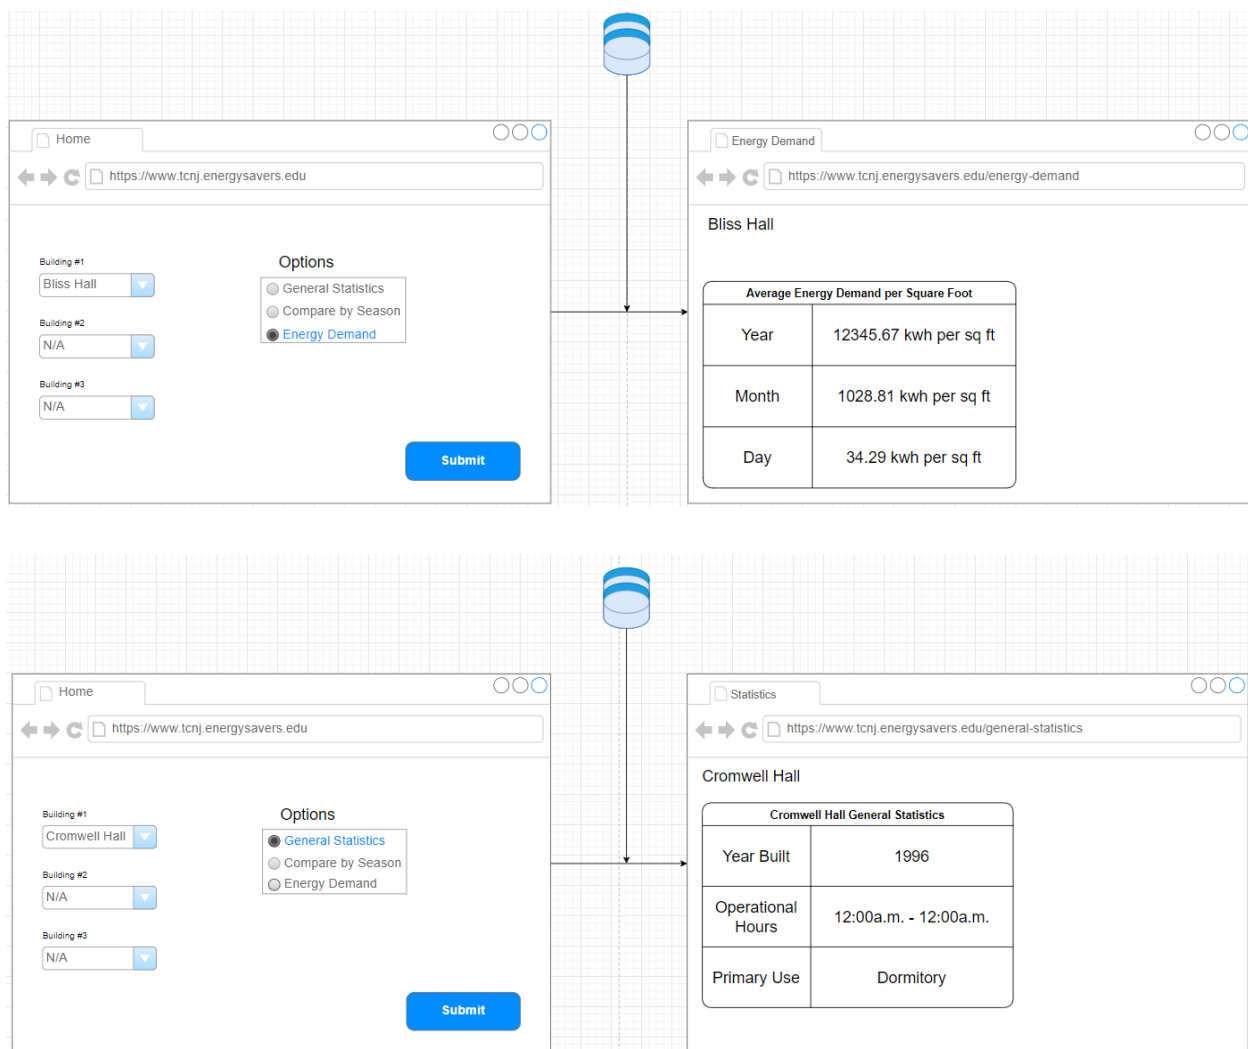 Home
https://www.tcnj.energysavers.edu
Building #1
Bliss Hall
Building #2
N/A
Building #3
N/A
Options
General Statistics
Compare by Season
Energy Demand
Submit
Energy Demand
https://www.tcnj.energysavers.edu/energy-demand
Bliss Hall
Average Energy Demand per Square Foot
Year 12345.67 kwh per sq ft
Month 1028.81 kwh per sq ft
Day 34.29 kwh per sq ft
Home
https://www.tcnj.energysavers.edu
Building #1
Cromwell Hall
Building #2
N/A
Building #3
N/A
Options
General Statistics
Compare by Season
Energy Demand
Submit
Statistics
https://www.tcnj.energysavers.edu/general-statistics
Cromwell Hall
Cromwell Hall General Statistics
Year Built 1996
Operational
Hours
12:00a.m. - 12:00a.m.
Primary Use Dormitory